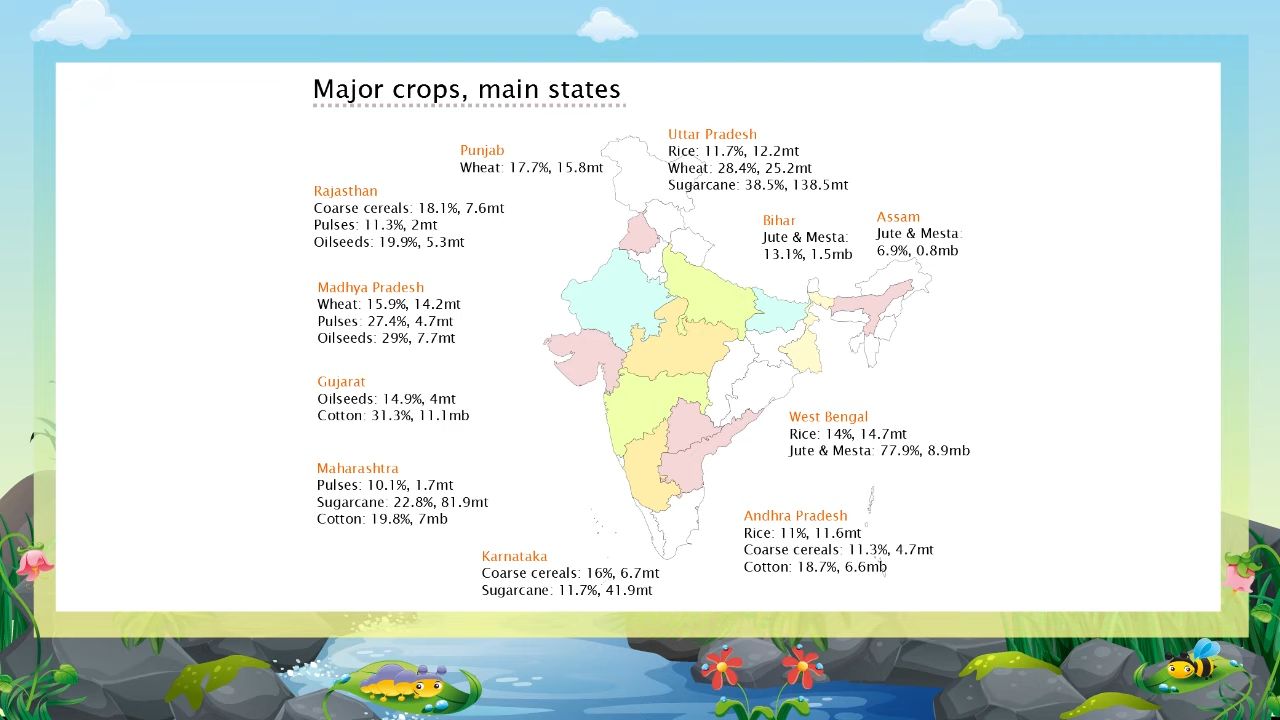 Major crops, main states
Punjab
Wheat: 17.7%, 15.8mt
Uttar Pradesh
Rice: 11.7%, 12.2mt
Wheat: 28.4%, 25.2mt
Sugarcane: 38.5%, 138.5mt
Rajasthan
Coarse cereals: 18.1%, 7.6mt
Pulses: 11.3%, 2mt
Oilseeds: 19.9%, 5.3mt
Bihar
Jute & Mesta:
13.1%, 1.5mb
Assam
Jute & Mesta:
6.9%, 0.8mb
Madhya Pradesh
Wheat: 15.9%, 14.2mt
Pulses: 27.4%, 4.7mt
Oilseeds: 29%, 7.7mt
Gujarat
Oilseeds: 14.9%, 4mt
Cotton: 31.3%, 11.1mb
West Bengal
Rice: 14%, 14.7mt
Jute & Mesta: 77.9%, 8.9mb
Maharashtra
Pulses: 10.1%, 1.7mt
Sugarcane: 22.8%, 81.9mt
Cotton: 19.8%, 7mb
Andhra Pradesh
Rice: 11%, 11.6mt
Coarse cereals: 11.3%, 4.7mt
Cotton: 18.7%, 6.6mb
Karnataka
Coarse cereals: 16%, 6.7mt
Sugarcane: 11.7%, 41.9mt